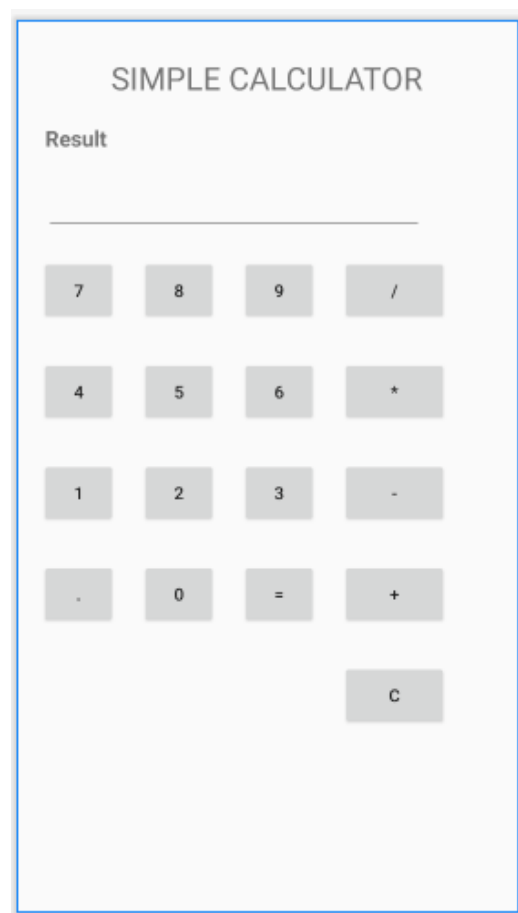 SIMPLE CALCULATOR
Result
7 8 9 /
4 5 6 *
1 2 3 -
. 0 = +
C